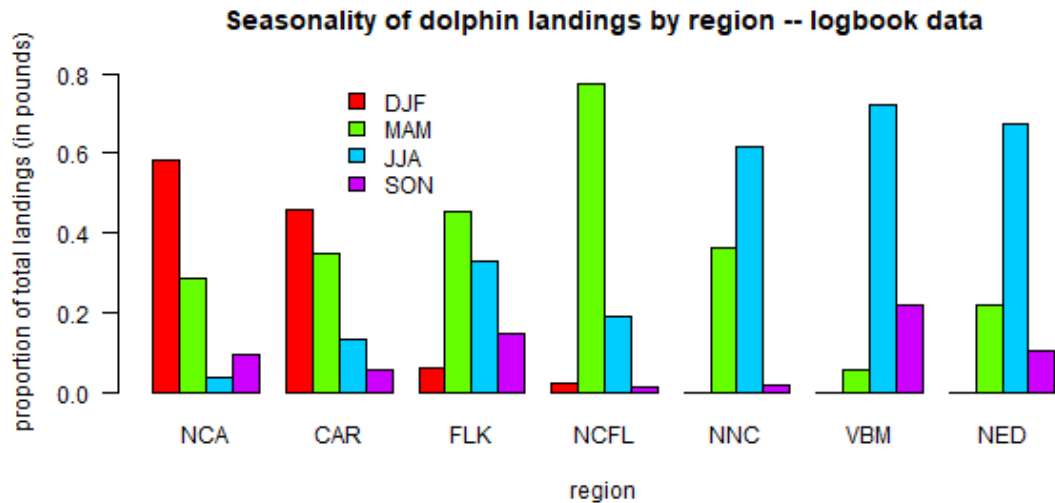 Seasonality of dolphin landings by region -- logbook data
proportion of total landings (in pounds)
0.8
0.6
0.4
0.2
0.0
DJF
MAM
JJA
SON
NCA CAR FLK NCFL NNC VBM NED
region